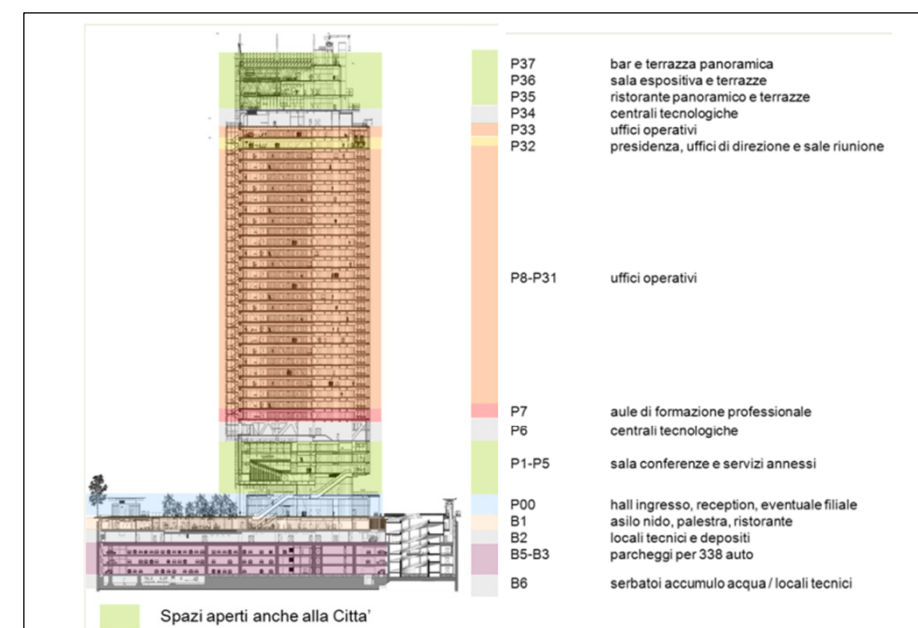 P37 bar e terrazza panoramica
P36 sala espositiva e terrazze
P35 ristorante panoramico e terrazze
P34 centrali tecnologiche
P33 uffici operativi
P32 presidenza, uffici di direzione e sale riunione
P8-P31 uffici operativi
P7 aule di formazione professionale
P6 centrali tecnologiche
P1-P5 sala conferenze e servizi annessi
P00 hall ingresso, reception, eventuale filiale
B1 asilo nido, palestra, ristorante
B2 locali tecnici e depositi
B5-B3 parcheggi per 338 auto
B6 serbatoi accumulo acqua / locali tecnici
Spazi aperti anche alla Citta'